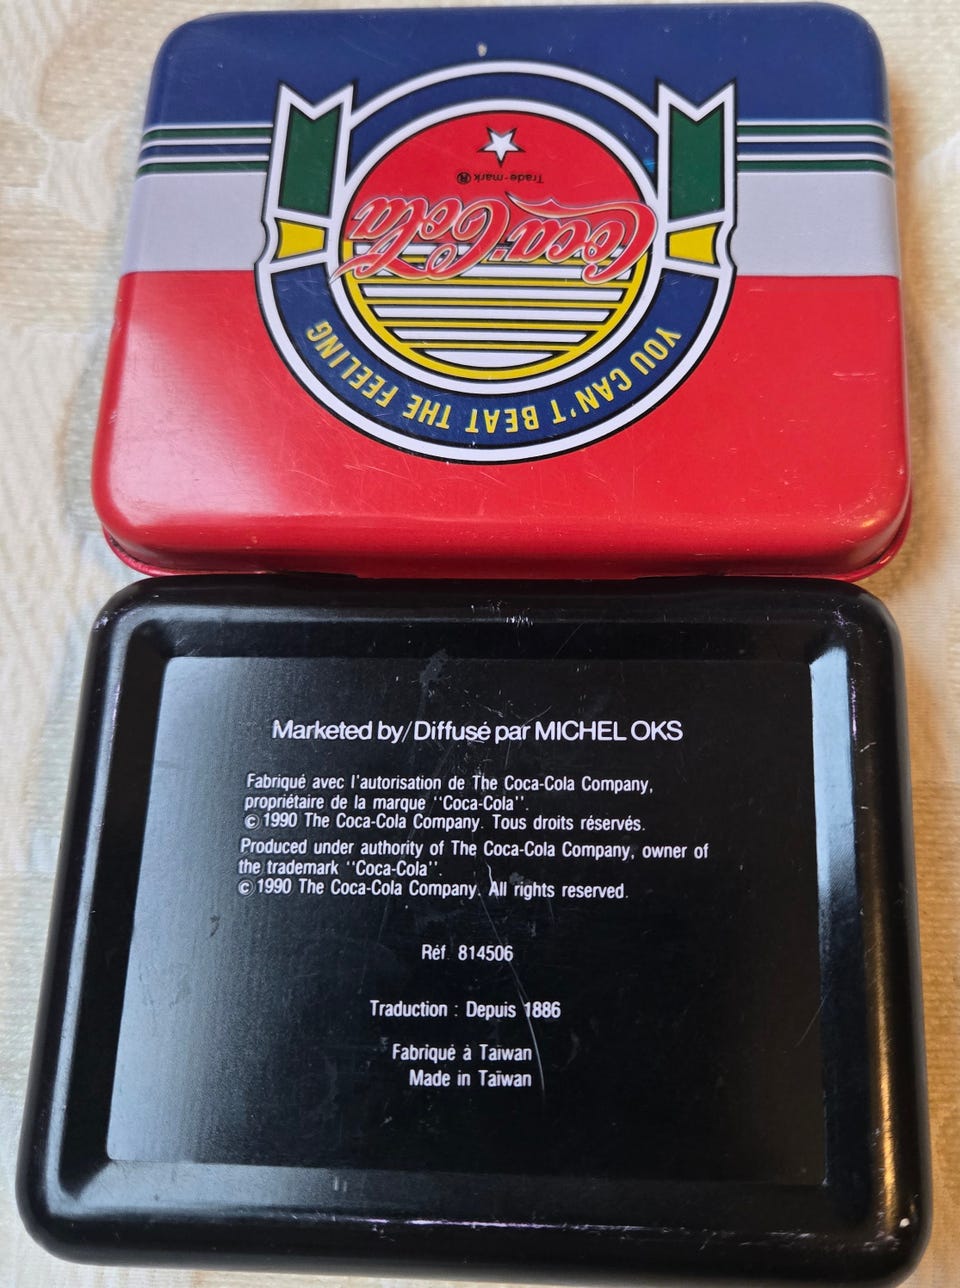 Trade-mark ®
Coca-Cola
YOU CAN'T BEAT THE FEELING
Marketed by/Diffusé par MICHEL OKS
Fabriqué avec l'autorisation de The Coca-Cola Company,
propriétaire de la marque ''Coca-Cola''.
© 1990 The Coca-Cola Company. Tous droits réservés.
Produced under authority of The Coca-Cola Company, owner of
the trademark ''Coca-Cola''.
© 1990 The Coca-Cola Company. All rights reserved.
Réf. 814506
Traduction : Depuis 1886
Fabriqué à Taïwan
Made in Taïwan